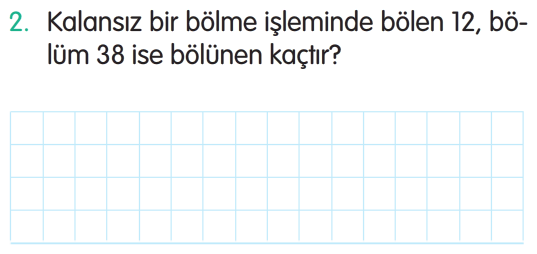 2. Kalansız bir bölme işleminde bölen 12, bö-
lüm 38 ise bölünen kaçtır?